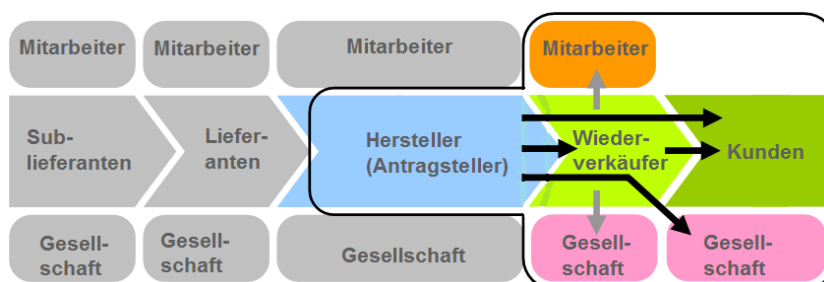 Mitarbeiter
Mitarbeiter
Mitarbeiter
Mitarbeiter
Sub-
lieferanten
Liefer-
anten
Hersteller
(Antragsteller)
Wieder-
verkäufer
Kunden
Gesell-
schaft
Gesell-
schaft
Gesellschaft
Gesell-
schaft
Gesell-
schaft